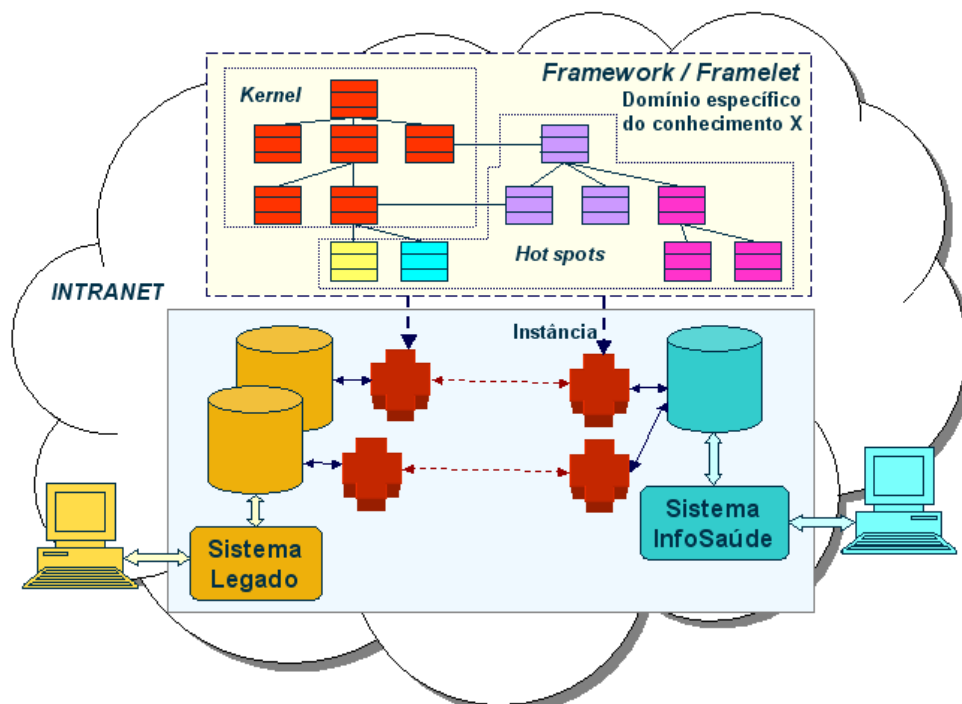 Framework / Framelet
Kernel
Domínio específico
do conhecimento X
Hot spots
INTRANET
Instância
Sistema
InfoSaúde
Sistema
Legado